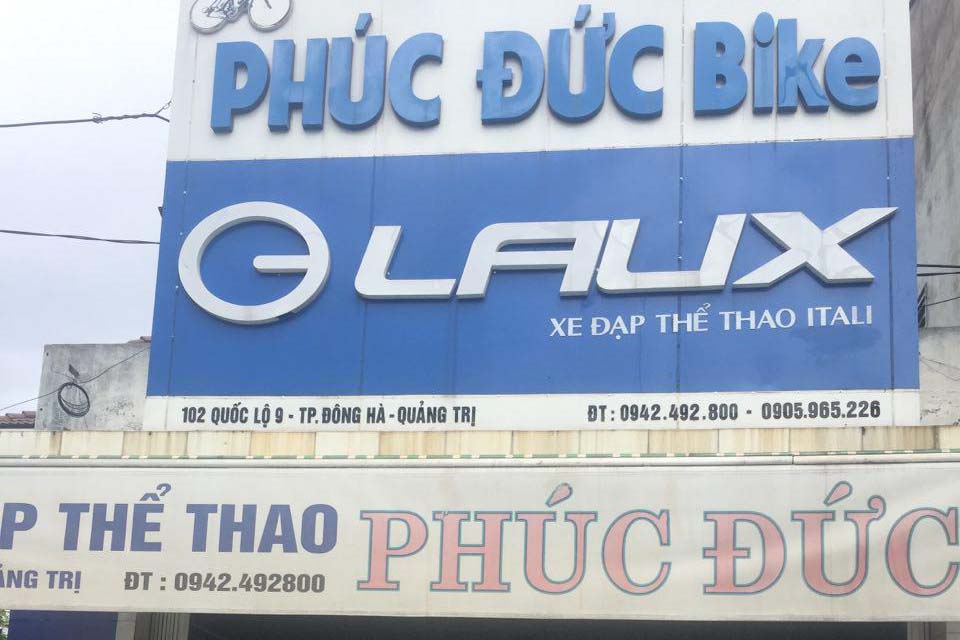 PHÚC ĐỨC Bike
LAUX
XE ĐẠP THỂ THAO ITALI
102 QUỐC LỘ 9 - TP. ĐÔNG HÀ - QUẢNG TRỊ ĐT : 0942.492.800 - 0905.965.226
P THỂ THAO PHÚC ĐỨC
TRỊ ĐT : 0942.492800